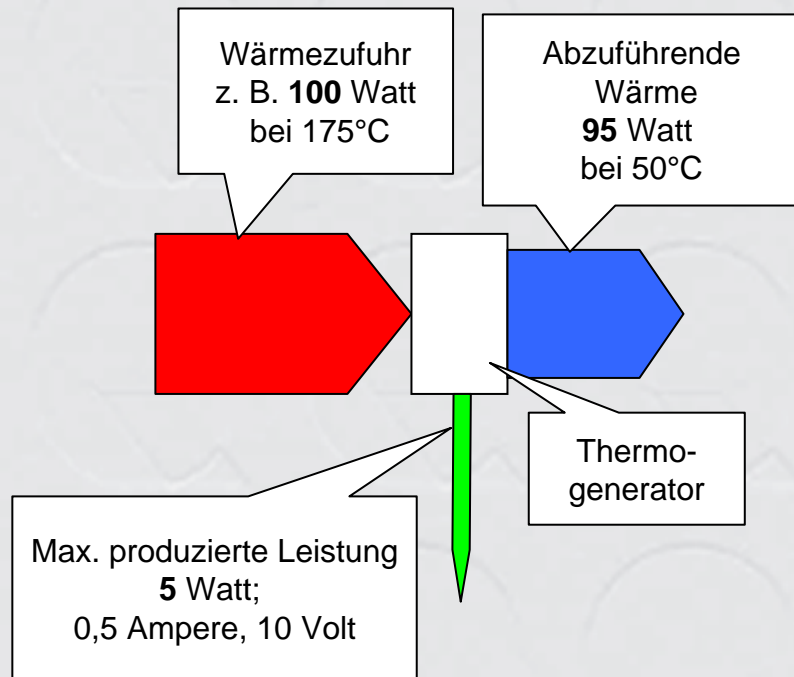 Wärmezufuhr
z. B. 100 Watt
bei 175°C
Abzuführende
Wärme
95 Watt
bei 50°C
Thermo-
generator
Max. produzierte Leistung
5 Watt;
0,5 Ampere, 10 Volt